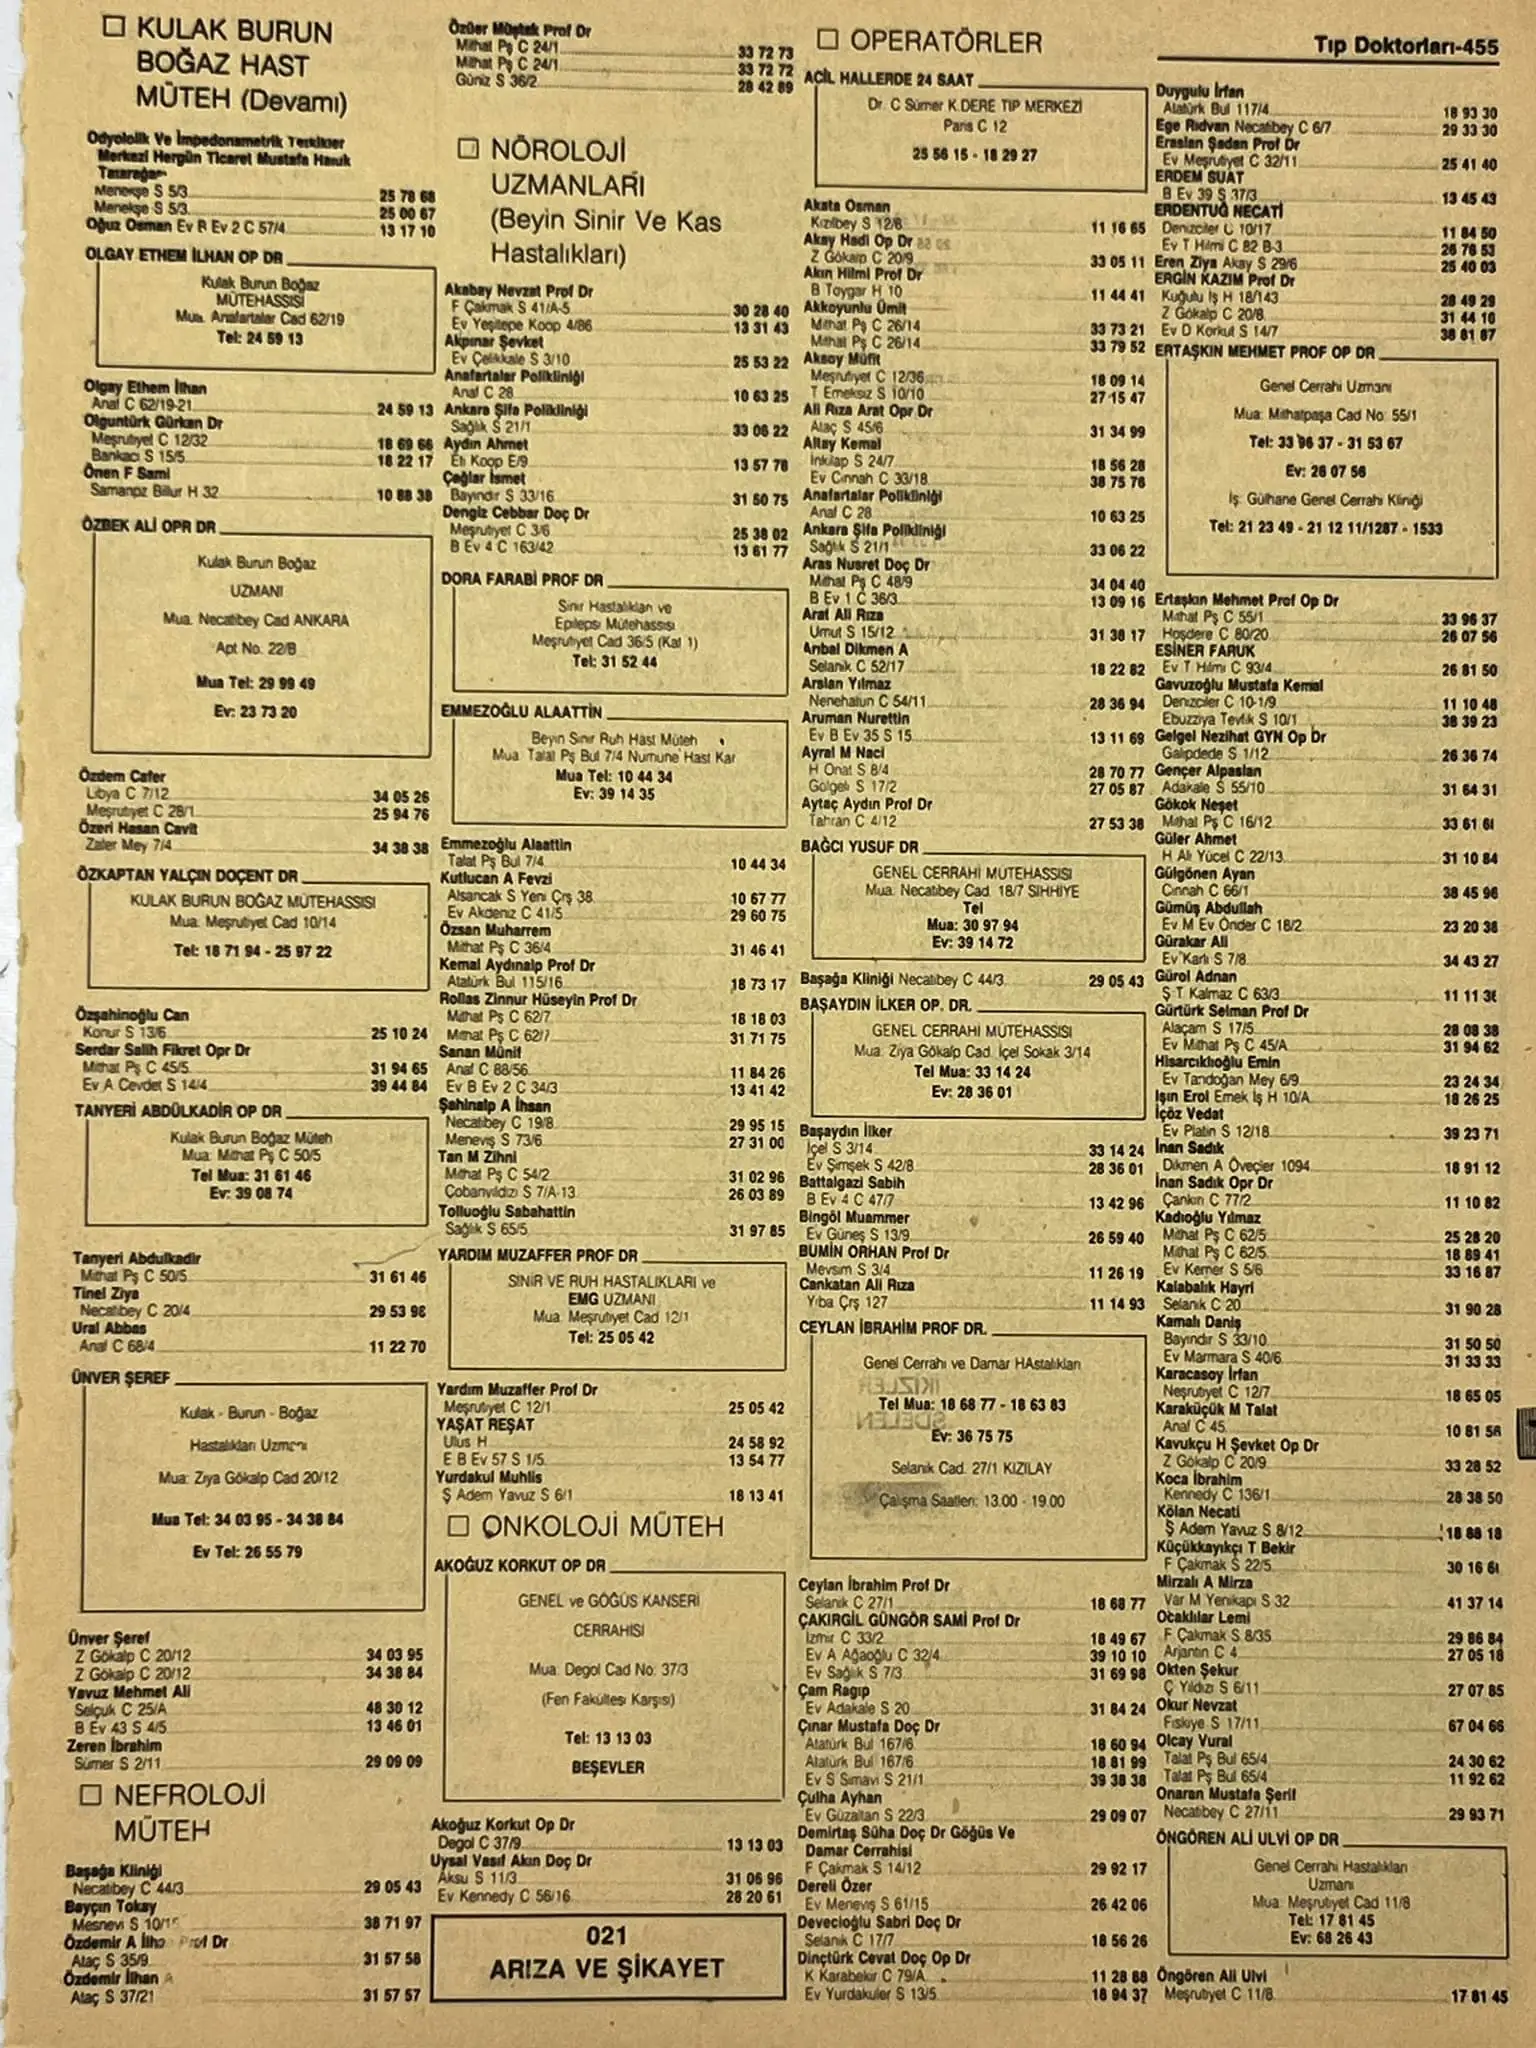 ☐ KULAK BURUN
BOĞAZ HAST
MÜTEH (Devamı)
Odyololik Ve İmpedonametrik Tetkikler
Merkezi Hergün Ticaret Mustafa Haluk
Menekşe S 5/3 25 78 68
Menekşe S 5/3 25 00 67
Oğuz Osman Ev B Ev 2 C 57/4 13 17 10
OLGAY ETHEM İLHAN OP DR
Kulak Burun Boğaz
MÜTEHASSISI
Mua. Anafartalar Cad 62/19
Tel: 24 59 13
Olgay Ethem İlhan
Anaf C 62/19-21 24 59 13
Olguntürk Gürkan Dr
Meşrutiyet C 12/32 18 69 66
Bankacı S 15/5 18 22 17
Önen F Sami
Samanpz Billur H 32 10 88 38
ÖZBEK ALİ OPR DR
Kulak Burun Boğaz
UZMANI
Mua. Necatibey Cad ANKARA
Apt No. 22/B
Mua Tel: 29 99 49
Ev: 23 73 20
Özdem Cafer
Libya C 7/12 34 05 26
Meşrutiyet C 28/1 25 94 76
Özeri Hasan Cavit
Zafer Mey 7/4 34 38 38
ÖZKAPTAN YALÇIN DOÇENT DR
KULAK BURUN BOĞAZ MÜTEHASSISI
Mua: Meşrutiyet Cad 10/14
Tel: 18 71 94 - 25 97 22
Özşahinoğlu Can
Konur S 13/6 25 10 24
Serdar Salih Fikret Opr Dr
Mithat Pş C 45/5 31 94 65
Ev A Cevdet S 14/4 39 44 84
TANYERİ ABDÜLKADİR OP DR
Kulak Burun Boğaz Müteh
Mua: Mithat Pş C 50/5
Tel Mua: 31 61 46
Ev: 39 08 74
Tanyeri Abdulkadir
Mithat Pş C 50/5 31 61 46
Tinel Ziya
Necatibey C 20/4 29 53 96
Ural Abbas
Anaf C 68/4 11 22 70
ÜNVER ŞEREF
Kulak - Burun - Boğaz
Hastalıkları Uzmanı
Mua: Ziya Gökalp Cad 20/12
Mua Tel: 34 03 95 - 34 38 84
Ev Tel: 26 55 79
Ünver Şeref
Z Gökalp C 20/12 34 03 95
Z Gökalp C 20/12 34 38 84
Yavuz Mehmet Ali
Selçuk C 25/A 48 30 12
B Ev 43 S 4/5 13 46 01
Zeren İbrahim
Sümer S 2/11 29 09 09
☐ NEFROLOJİ
MÜTEH
Başağa Kliniği
Necatibey C 44/3 29 05 43
Bayçın Tokay
Mesnevi S 38 71 97
Özdemir A İlhan Prof Dr
Ataç S 35/9 31 57 58
Özdemir İlhan A
Ataç S 37/21 31 57 57
Özüer Müştak Prof Dr
Mithat Pş C 24/1 33 72 73
Mithat Pş C 24/1 33 72 72
Güniz S 36/2 28 42 89
☐ NÖROLOJİ
UZMANLARI
(Beyin Sinir Ve Kas
Hastalıkları)
Akabay Nevzat Prof Dr
F Çakmak S 41/A-5 30 28 40
Ev Yeşitepe Koop 4/86 13 31 43
Akpınar Şevket
Ev Çelikkale S 3/10 25 53 22
Anafartalar Polikliniği
Anaf C 28 10 63 25
Ankara Şifa Polikliniği
Sağlık S 21/1 33 06 22
Aydın Ahmet
Eti Koop E/9 13 57 78
Çağlar İsmet
Bayındır S 33/16 31 50 75
Dengiz Cebbar Doç Dr
Meşrutiyet C 3/6 25 38 02
B Ev 4 C 163/42 13 61 77
DORA FARABİ PROF DR
Sinir Hastalıkları ve
Epilepsi Mütehassısı
Meşrutiyet Cad 36/5 (Kat 1)
Tel: 31 52 44
EMMEZOĞLU ALAATTİN
Beyin Sinir Ruh Hast Müteh
Mua: Talat Pş Bul 7/4 Numune Hast Kar
Mua Tel: 10 44 34
Ev: 39 14 35
Emmezoğlu Alaattin
Talat Pş Bul 7/4 10 44 34
Kutlucan A Fevzi
Alsancak S Yeni Çrş 38 10 67 77
Ev Akdeniz C 41/5 29 60 75
Özsan Muharrem
Mithat Pş C 36/4 31 46 41
Kemal Aydınalp Prof Dr
Atatürk Bul 115/16 18 73 17
Rollas Zinnur Hüseyin Prof Dr
Mithat Pş C 62/7 18 18 03
Mithat Pş C 62/7 31 71 75
Sanan Münif
Anaf C 88/56 11 84 26
Ev B Ev 2 C 34/3 13 41 42
Şahinalp A İhsan
Necatibey C 19/8 29 95 15
Meneviş S 73/6 27 31 00
Tan M Zihni
Mithat Pş C 54/2 31 02 96
Çobanyıldızı S 7/A-13 26 03 89
Tolluoğlu Sabahattin
Sağlık S 65/5 31 97 85
YARDIM MUZAFFER PROF DR
SİNİR VE RUH HASTALIKLARI ve
EMG UZMANI
Mua: Meşrutiyet Cad 12/1
Tel: 25 05 42
Yardım Muzaffer Prof Dr
Meşrutiyet C 12/1 25 05 42
YAŞAT REŞAT
Ulus H 24 58 92
E B Ev 57 S 1/5 13 54 77
Yurdakul Muhlis
Ş Adem Yavuz S 6/1 18 13 41
☐ ONKOLOJİ MÜTEH
AKOĞUZ KORKUT OP DR
GENEL ve GÖĞÜS KANSERİ
CERRAHISI
Mua: Degol Cad No: 37/3
(Fen Fakültesi Karşısı)
Tel: 13 13 03
BEŞEVLER
Akoğuz Korkut Op Dr
Degol C 37/9 13 13 03
Uysal Vasıf Akın Doç Dr
Aksu S 11/3 31 06 96
Ev Kennedy C 56/16 28 20 61
021
ARIZA VE ŞİKAYET
☐ OPERATÖRLER
ACİL HALLERDE 24 SAAT
Dr. C Sümer K.DERE TIP MERKEZİ
Paris C 12
25 56 15 - 18 29 27
Akata Osman
Kızılbey S 12/6 11 16 65
Akay Hadi Op Dr
Z Gökalp C 20/9 33 05 11
Akın Hilmi Prof Dr
B Toygar H 10 11 44 41
Akkoyunlu Ümit
Mithat Pş C 26/14 33 73 21
Mithat Pş C 26/14 33 79 52
Aksoy Müfit
Meşrutiyet C 12/36 18 09 14
T Emeksiz S 10/10 27 15 47
Ali Rıza Arat Opr Dr
Ataç S 45/6 31 34 99
Altay Kemal
İnkılap S 24/7 18 56 28
Ev Cinnah C 33/18 38 75 76
Anafartalar Polikliniği
Anaf C 28 10 63 25
Ankara Şifa Polikliniği
Sağlık S 21/1 33 06 22
Aras Nusret Doç Dr
Mithat Pş C 48/9 34 04 40
B Ev 1 C 36/3 13 09 16
Arat Ali Rıza
Umut S 15/12 31 38 17
Arıbal Dikmen A
Selanik C 52/17 18 22 82
Arslan Yılmaz
Nenehatun C 54/11 28 36 94
Aruman Nurettin
Ev B Ev 35 S 15 13 11 69
Ayral M Naci
H Onat S 8/4 28 70 77
Gölgeli S 17/2 27 05 87
Aytaç Aydın Prof Dr
Tahran C 4/12 27 53 38
BAĞCI YUSUF DR
GENEL CERRAHI MUTEHASSISI
Mua: Necatibey Cad. 18/7 SIHHİYE
Tel
Mua: 30 97 94
Ev: 39 14 72
Başağa Kliniği Necatibey C 44/3 29 05 43
BAŞAYDIN İLKER OP. DR.
GENEL CERRAHI MÜTEHASSISI
Mua: Ziya Gökalp Cad. İçel Sokak 3/14
Tel Mua: 33 14 24
Ev: 28 36 01
Başaydın İlker
İçel S 3/14 33 14 24
Ev Şimşek S 42/8 28 36 01
Battalgazi Sabih
B Ev 4 C 47/7 13 42 96
Bingöl Muammer
Ev Güneş S 13/9 26 59 40
BUMİN ORHAN Prof Dr
Mevsim S 3/4 11 26 19
Cankatan Ali Rıza
Yıba Çrş 127 11 14 93
CEYLAN İBRAHİM PROF DR.
Genel Cerrahi ve Damar HAstalıkları
Tel Mua: 18 68 77 - 18 63 83
Ev: 36 75 75
Selanik Cad. 27/1 KIZILAY
Çalışma Saatleri: 13.00 - 19.00
Ceylan İbrahim Prof Dr
Selanik C 27/1 18 68 77
ÇAKIRGİL GÜNGÖR SAMİ Prof Dr
İzmir C 33/2 18 49 67
Ev A Ağaoğlu C 32/4 39 10 10
Ev Sağlık S 7/3 31 69 98
Çam Ragıp
Ev Adakale S 20 31 84 24
Çınar Mustafa Doç Dr
Atatürk Bul 167/6 18 60 94
Atatürk Bul 167/6 18 81 99
Ev S Simavi S 21/1 39 38 38
Çulha Ayhan
Ev Güzaltan S 22/3 29 09 07
Demirtaş Süha Doç Dr Göğüs Ve
Damar Cerrahisi
F Çakmak S 14/12 29 92 17
Dereli Özer
Ev Meneviş S 61/15 26 42 06
Devecioğlu Sabri Doç Dr
Selanik C 17/7 18 56 26
Dinçtürk Cevat Doç Op Dr
K Karabekir C 79/A 11 28 88
Ev Yurdakuler S 13/5 18 94 37
Tıp Doktorları-455
Duygulu İrfan
Atatürk Bul 117/4 18 93 30
Ege Rıdvan Necatibey C 6/7 29 33 30
Eraslan Şadan Prof Dr
Ev Meşrutiyet C 32/11 25 41 40
ERDEM SUAT
B Ev 39 S 37/3 13 45 43
ERDENTUĞ NECATİ
Denizciler C 10/17 11 84 50
Ev T Hilmi C 82 B-3 26 76 53
Eren Ziya Akay S 29/6 25 40 03
ERGİN KAZIM Prof Dr
Kuğulu İş H 18/143 28 49 29
Z Gökalp C 20/8 31 44 10
Ev D Korkut S 14/7 38 81 87
ERTAŞKIN MEHMET PROF OP DR
Genel Cerrahi Uzmanı
Mua: Mithatpaşa Cad No: 55/1
Tel: 33 96 37 - 31 53 67
Ev: 26 07 56
İş: Gülhane Genel Cerrahi Kliniği
Tel: 21 23 49 - 21 12 11/1287 - 1533
Ertaşkın Mehmet Prof Op Dr
Mithat Pş C 55/1 33 96 37
Hoşdere C 80/20 26 07 56
ESİNER FARUK
Ev T Hilmi C 93/4 26 81 50
Gavuzoğlu Mustafa Kemal
Denizciler C 10-1/9 11 10 48
Ebuzziya Tevfik S 10/1 38 39 23
Gelgel Nezihat GYN Op Dr
Galipdede S 1/12 26 36 74
Gençer Alpaslan
Adakale S 55/10 31 64 31
Gökok Neşet
Mithat Pş C 16/12 33 61 61
Güler Ahmet
H Ali Yücel C 22/13 31 10 84
Gülgönen Ayan
Cinnah C 66/1 38 45 96
Gümüş Abdullah
Ev M Ev Önder C 18/2 23 20 36
Gürakar Ali
Ev Karlı S 7/8 34 43 27
Gürol Adnan
Ş T Kalmaz C 63/3 11 11 36
Gürtürk Selman Prof Dr
Alaçam S 17/5 28 08 38
Ev Mithat Pş C 45/A 31 94 62
Hisarcıklıoğlu Emin
Ev Tandoğan Mey 6/9 23 24 34
Işın Erol Emek İş H 10/A 18 26 25
İçöz Vedat
Ev Platin S 12/18 39 23 71
İnan Sadık
Dikmen A Öveçler 1094 18 91 12
İnan Sadık Opr Dr
Çankırı C 77/2 11 10 82
Kadıoğlu Yılmaz
Mithat Pş C 62/5 25 28 20
Mithat Pş C 62/5 18 89 41
Ev Kerner S 5/6 33 16 87
Kalabalık Hayri
Selanik C 20 31 90 28
Kamalı Daniş
Bayındır S 33/10 31 50 50
Ev Marmara S 40/6 31 33 33
Karacasoy İrfan
Neşrutiyet C 12/7 18 65 05
Karaküçük M Talat
Anaf C 45 10 81 56
Kavukçu H Şevket Op Dr
Z Gökalp C 20/9 33 28 52
Koca İbrahim
Kennedy C 136/1 28 38 50
Kölan Necati
Ş Adem Yavuz S 8/12 18 88 18
Küçükkayıkçı T Bekir
F Çakmak S 22/5 30 16 61
Mirzalı A Mirza
Var M Yenikapı S 32 41 37 14
Ocaklılar Lemi
F Çakmak S 8/35 29 86 84
Arjantin C 4 27 05 18
Okten Şekur
Ç Yıldızı S 6/11 27 07 85
Okur Nevzat
Fıskiye S 17/11 67 04 66
Olcay Vural
Talat Pş Bul 65/4 24 30 62
Talat Pş Bul 65/4 11 92 62
Onaran Mustafa Şerif
Necatibey C 27/11 29 93 71
ÖNGÖREN ALİ ULVİ OP DR
Genel Cerrahi Hastalıkları
Uzmanı
Mua: Meşrutiyet Cad 11/8
Tel: 17 81 45
Ev: 68 26 43
Öngören Ali Ulvi
Meşrutiyet C 11/8 17 81 45